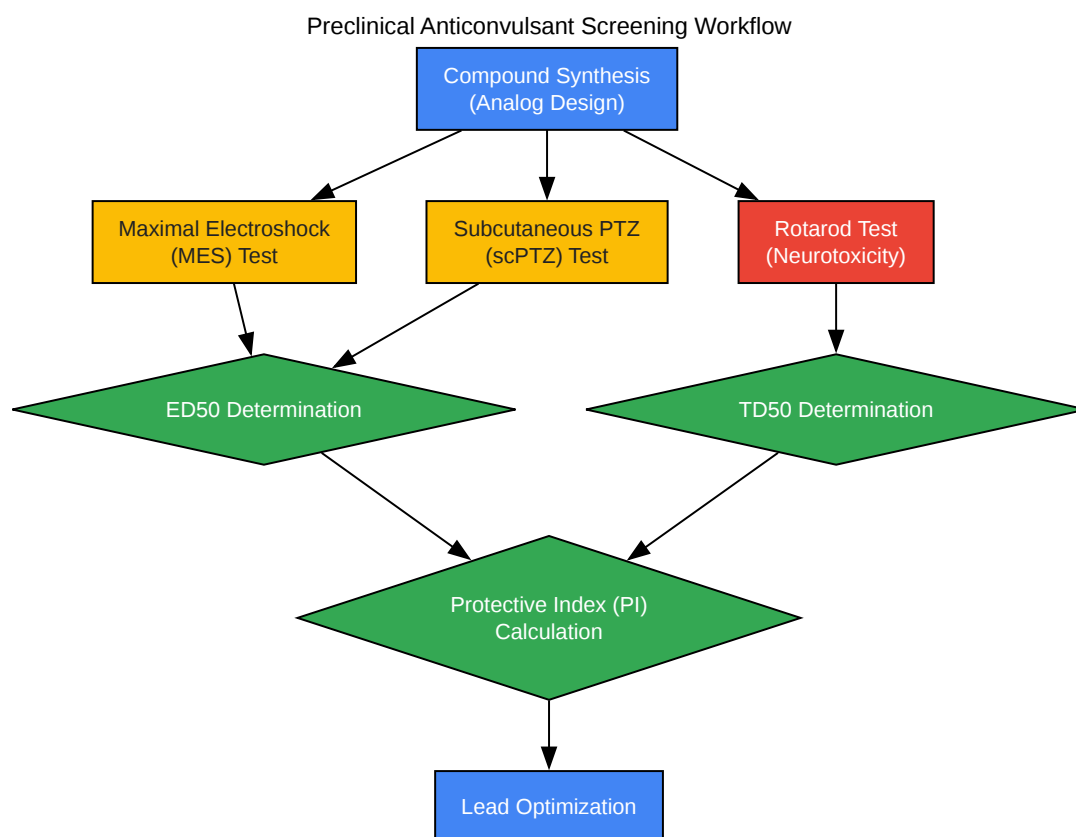 Preclinical Anticonvulsant Screening Workflow
Compound Synthesis
(Analog Design)
Maximal Electroshock
(MES) Test
Subcutaneous PTZ
(scPTZ) Test
Rotarod Test
(Neurotoxicity)
ED50 Determination
TD50 Determination
Protective Index (PI)
Calculation
Lead Optimization